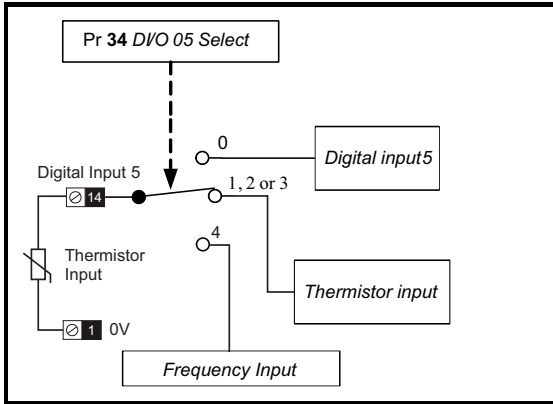 Pr 34 DI/O 05 Select
0
Digital input5
Digital Input 5
14
1, 2 or 3
4
Thermistor
Input
Thermistor input
1 0V
Frequency Input